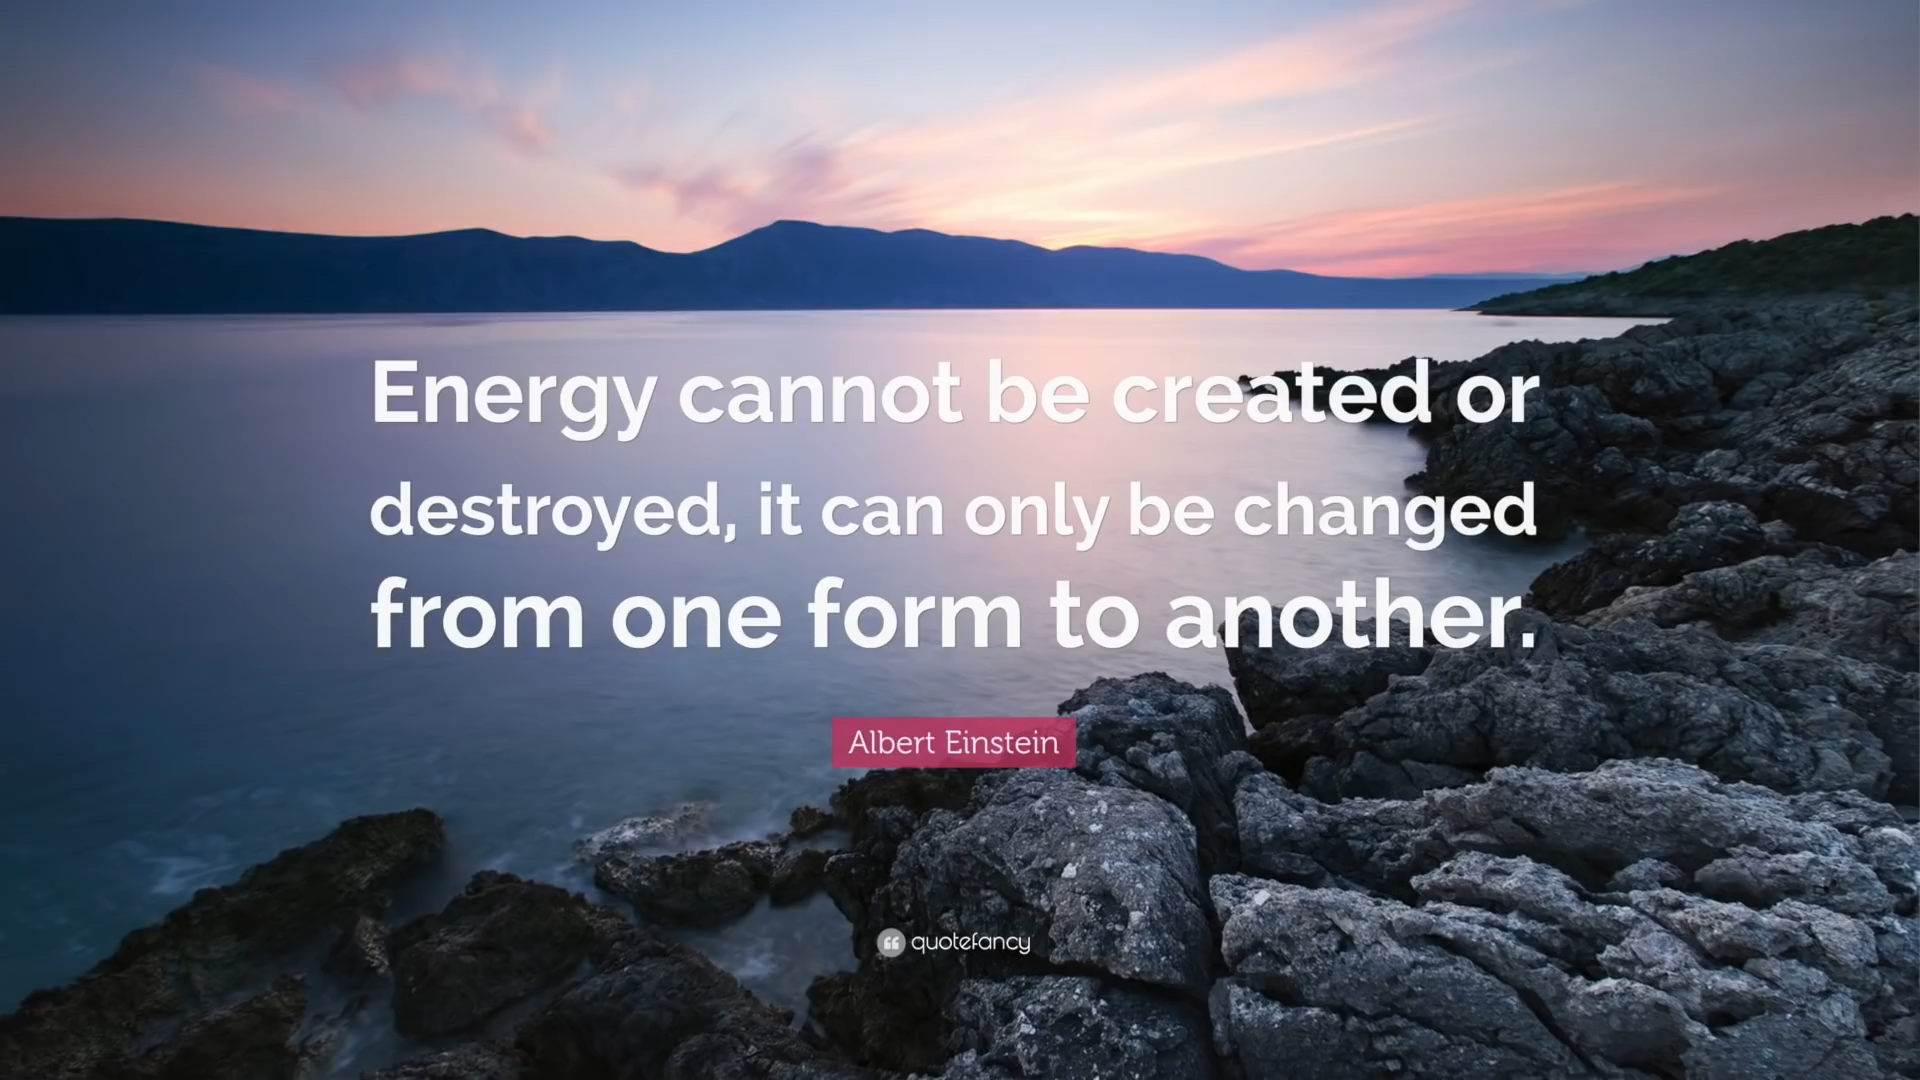 Energy cannot be created or
destroyed, it can only be changed
from one form to another.
Albert Einstein
quotefancy